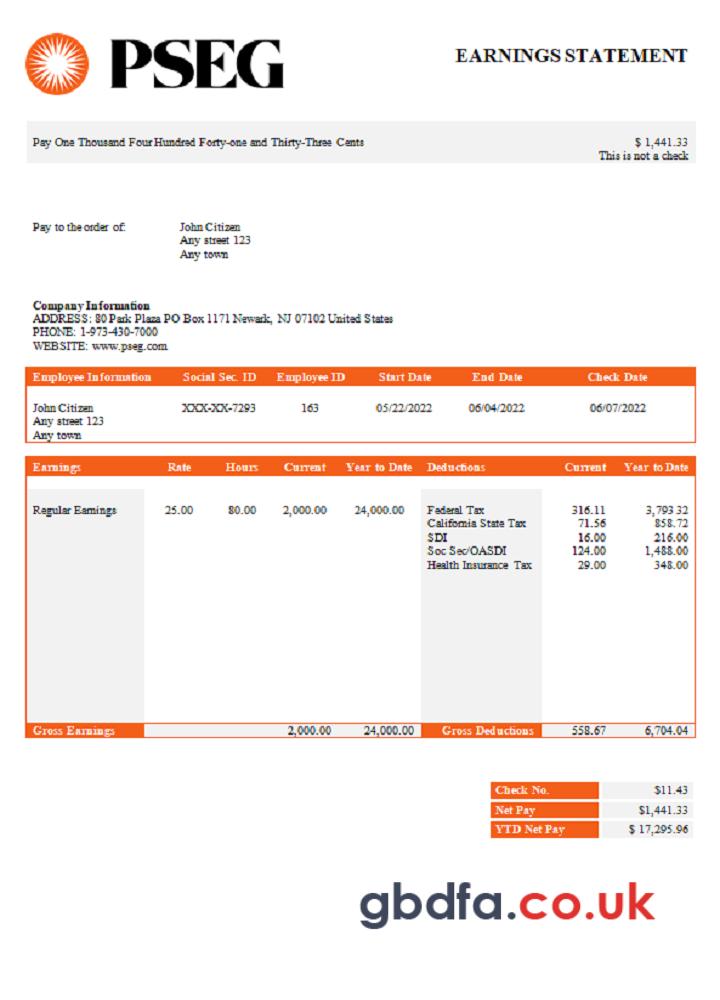 PSEG
EARNINGS STATEMENT
Pay One Thousand Four Hundred Forty-one and Thirty-Three Cents $ 1,441.33
This is not a check
Pay to the order of: John Citizen
Any street 123
Any town
Company Information
ADDRESS: 80 Park Plaza PO Box 1171 Newark, NJ 07102 United States
PHONE: 1-973-430-7000
WEBSITE: www.pseg.com
Employee Information Social Sec. ID Employee ID Start Date End Date Check Date
John Citizen XXX-XX-7293 163 05/22/2022 06/04/2022 06/07/2022
Any street 123
Any town
Earnings Rate Hours Current Year to Date Deductions Current Year to Date
Regular Earnings 25.00 80.00 2,000.00 24,000.00 Federal Tax 316.11 3,793.32
California State Tax 71.56 858.72
SDI 16.00 216.00
Soc Sec/OASDI 124.00 1,488.00
Health Insurance Tax 29.00 348.00
Gross Earnings 2,000.00 24,000.00 Gross Deductions 558.67 6,704.04
Check No. $11.43
Net Pay $1,441.33
YTD Net Pay $ 17,295.96
gbdfa.co.uk